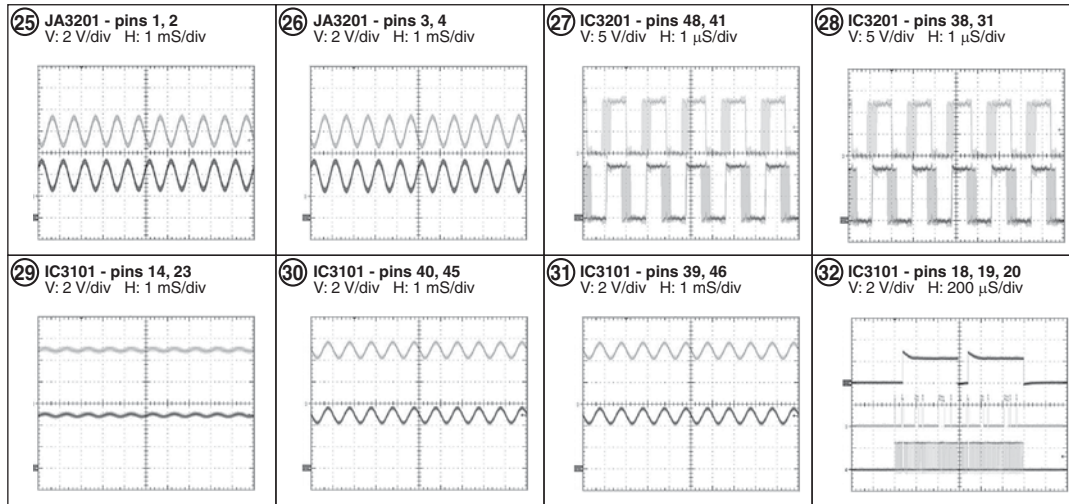 25 JA3201 - pins 1, 2
V: 2 V/div H: 1 mS/div
26 JA3201 - pins 3, 4
V: 2 V/div H: 1 mS/div
27 IC3201 - pins 48, 41
V: 5 V/div H: 1 µS/div
28 IC3201 - pins 38, 31
V: 5 V/div H: 1 µS/div
29 IC3101 - pins 14, 23
V: 2 V/div H: 1 mS/div
30 IC3101 - pins 40, 45
V: 2 V/div H: 1 mS/div
31 IC3101 - pins 39, 46
V: 2 V/div H: 1 mS/div
32 IC3101 - pins 18, 19, 20
V: 2 V/div H: 200 µS/div